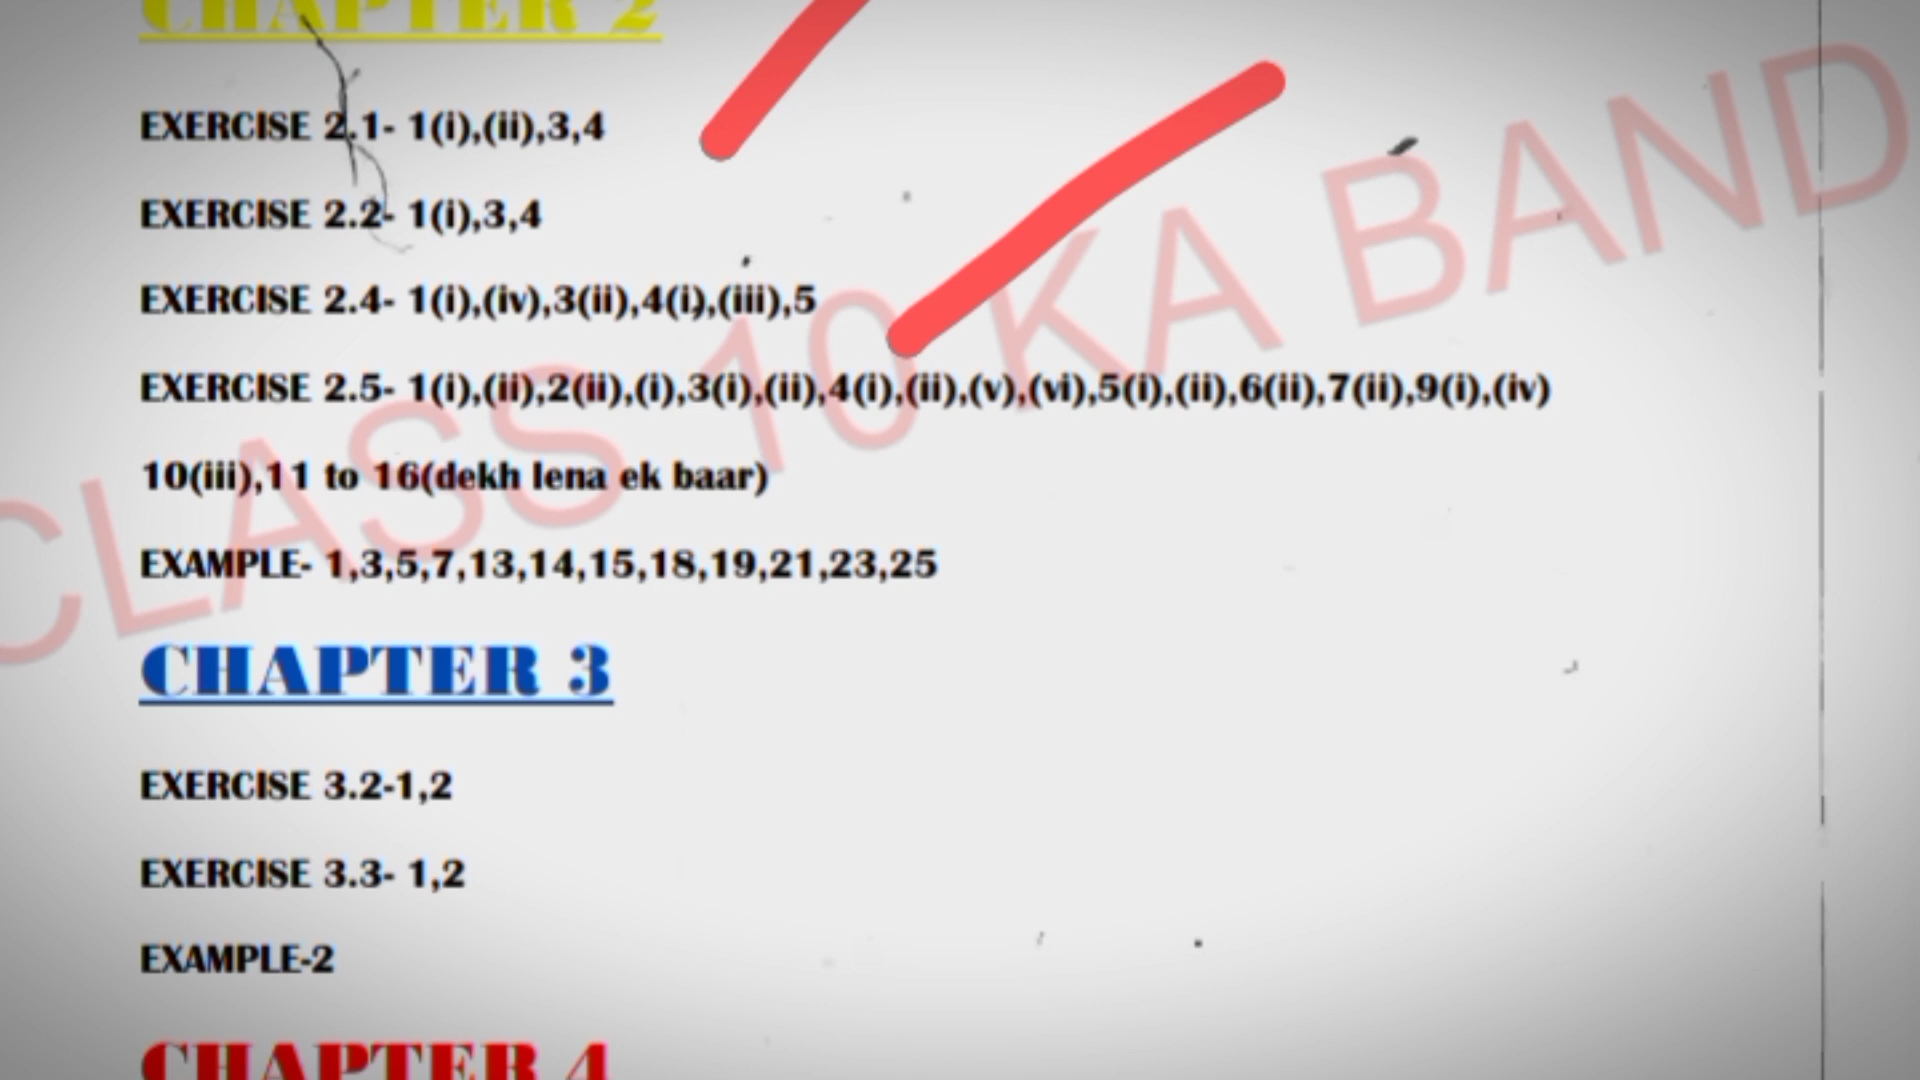 CHAPTER 2
EXERCISE 2.1- 1(i),(ii),3,4
EXERCISE 2.2- 1(i),3,4
EXERCISE 2.4- 1(i),(iv),3(ii),4(i),(iii),5
EXERCISE 2.5- 1(i),(ii),2(ii),(i),3(i),(ii),4(i),(ii),(v),(vi),5(i),(ii),6(ii),7(ii),9(i),(iv)
10(iii),11 to 16(dekh lena ek baar)
EXAMPLE- 1,3,5,7,13,14,15,18,19,21,23,25
CLASS 10 KA BAND
CHAPTER 3
EXERCISE 3.2-1,2
EXERCISE 3.3- 1,2
EXAMPLE-2
CHAPTER 4